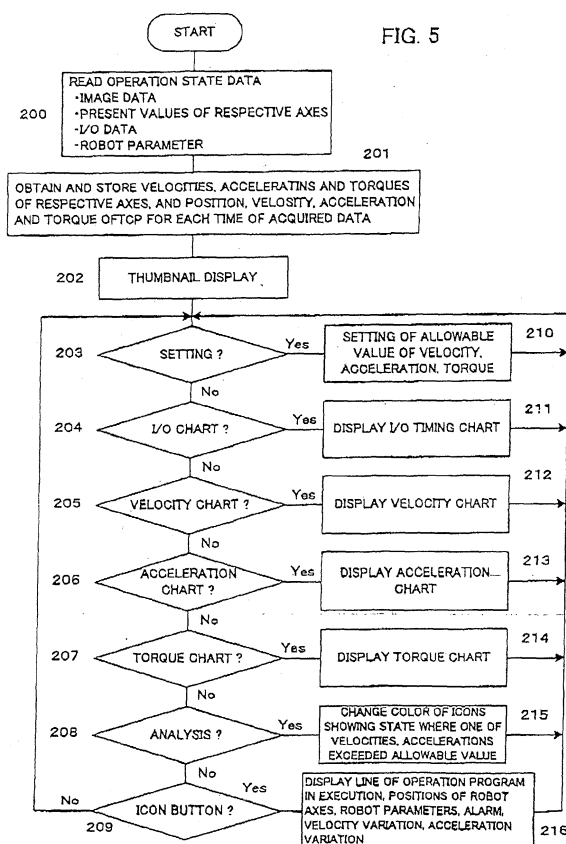 FIG. 5
START
200
READ OPERATION STATE DATA
•IMAGE DATA
•PRESENT VALUES OF RESPECTIVE AXES
-I/O DATA
-ROBOT PARAMETER
201
OBTAIN AND STORE VELOCITIES, ACCELERATINS AND TORQUES
OF RESPECTIVE AXES, AND POSITION, VELOSITY, ACCELERATION
AND TORQUE OFTCP FOR EACH TIME OF ACQUIRED DATA
202
THUMBNAIL DISPLAY
203
SETTING ?
Yes
SETTING OF ALLOWABLE
VALUE OF VELOCITY,
ACCELERATION, TORQUE
210
No
204
I/O CHART ?
Yes
DISPLAY I/O TIMING CHART
211
No
205
VELOCITY CHART ?
Yes
DISPLAY VELOCITY CHART
212
No
206
ACCELERATION
CHART ?
Yes
DISPLAY ACCELERATION
CHART
213
No
207
TORQUE CHART ?
Yes
DISPLAY TORQUE CHART
214
No
208
ANALYSIS ?
Yes
CHANGE COLOR OF ICONS
SHOWING STATE WHERE ONE OF
VELOCITIES, ACCELERATIONS
EXCEEDED ALLOWABLE VALUE
215
No
209
ICON BUTTON ?
No
Yes
DISPLAY LINE OF OPERATION PROGRAM
IN EXECUTION, POSITIONS OF ROBOT
AXES, ROBOT PARAMETERS, ALARM,
VELOCITY VARIATION, ACCELERATION
VARIATION
216